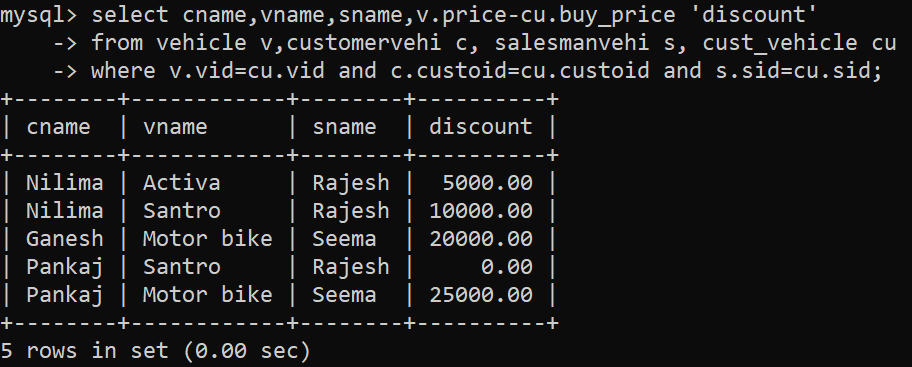 mysql> select cname,vname,sname,v.price-cu.buy_price 'discount'
    -> from vehicle v,customervehi c, salesmanvehi s, cust_vehicle cu
    -> where v.vid=cu.vid and c.custoid=cu.custoid and s.sid=cu.sid;
+--------+------------+--------+----------+
| cname  | vname      | sname  | discount |
+--------+------------+--------+----------+
| Nilima | Activa     | Rajesh |  5000.00 |
| Nilima | Santro     | Rajesh | 10000.00 |
| Ganesh | Motor bike | Seema  | 20000.00 |
| Pankaj | Santro     | Rajesh |     0.00 |
| Pankaj | Motor bike | Seema  | 25000.00 |
+--------+------------+--------+----------+
5 rows in set (0.00 sec)